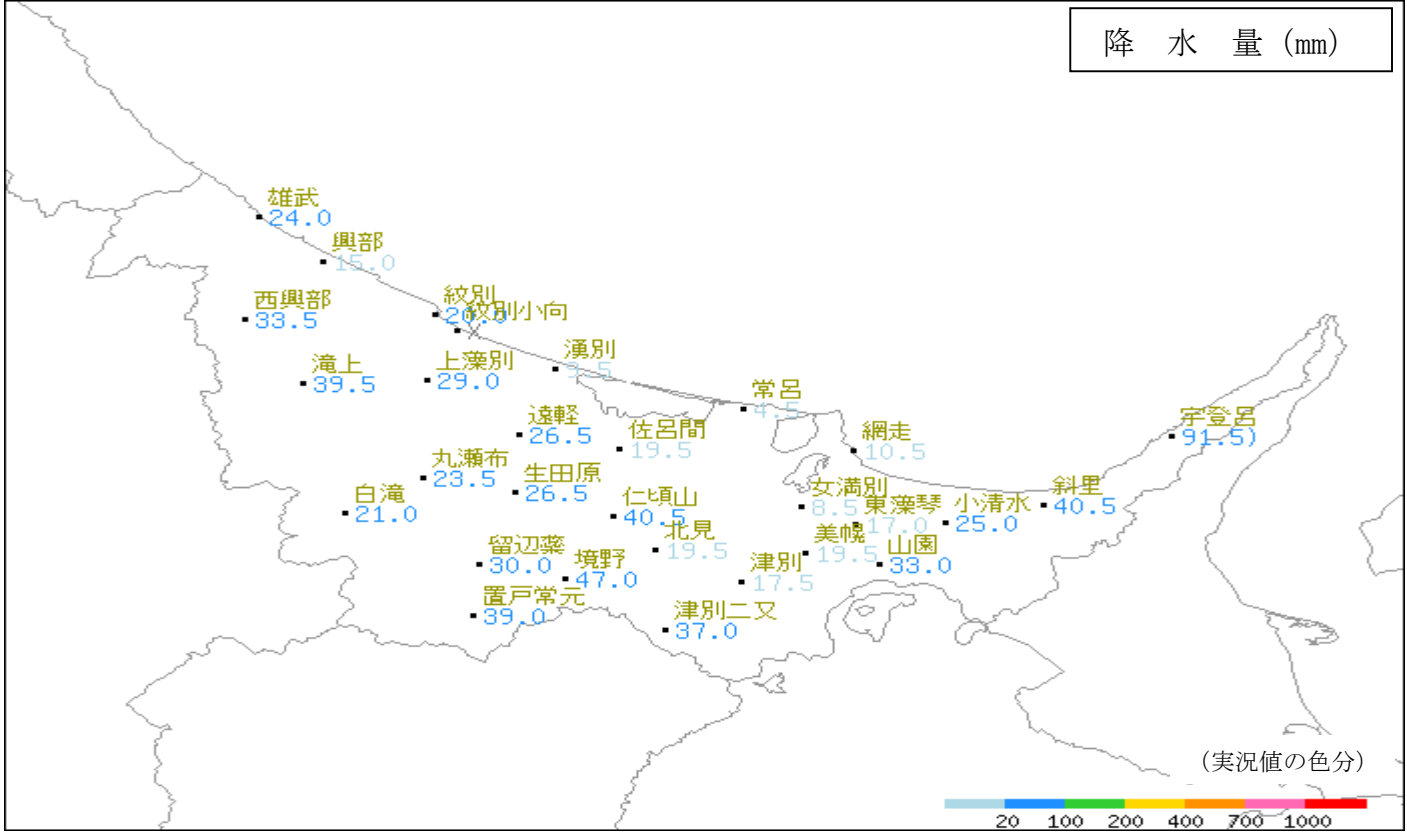 降 水 量 (mm)
雄武
24.0
興部
15.0
西興部
33.5
紋別
20.0
紋別小向
滝上
39.5
上藻別
29.0
湧別
9.5
常呂
4.5
遠軽
26.5
佐呂間
19.5
網走
10.5
宇登呂
91.5)
丸瀬布
23.5
生田原
26.5
白滝
21.0
仁頃山
40.5
女満別
8.5
東藻琴
17.0
小清水
25.0
斜里
40.5
北見
19.5
美幌
19.5
山園
33.0
留辺蘂
30.0
境野
47.0
津別
17.5
置戸常元
39.0
津別二又
37.0
(実況値の色分)
20 100 200 400 700 1000